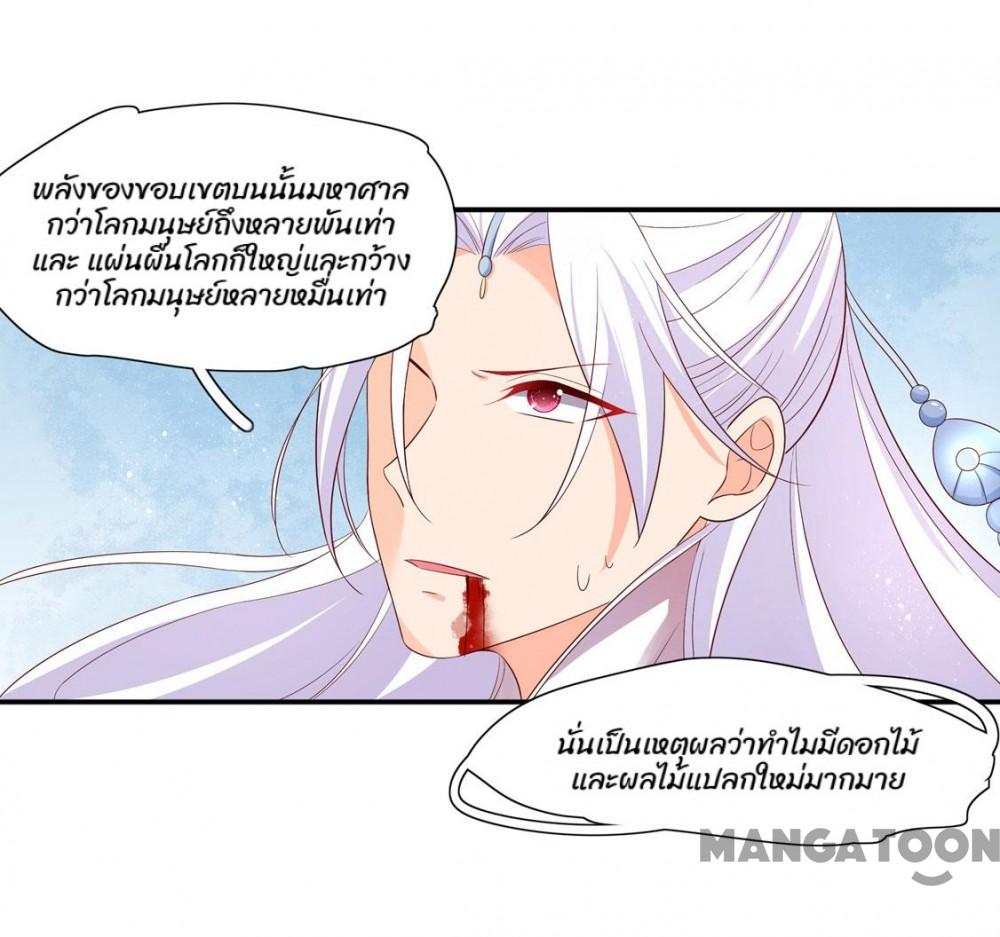 พลังของขอบเขตบนนั้นมหาศาล
กว่าโลกมนุษย์ถึงหลายพันเท่า
และ แผ่นผืนโลกก็ใหญ่และกว้าง
กว่าโลกมนุษย์หลายหมื่นเท่า
นั่นเป็นเหตุผลว่าทำไมมีดอกไม้
และผลไม้แปลกใหม่มากมาย
MANGATOON